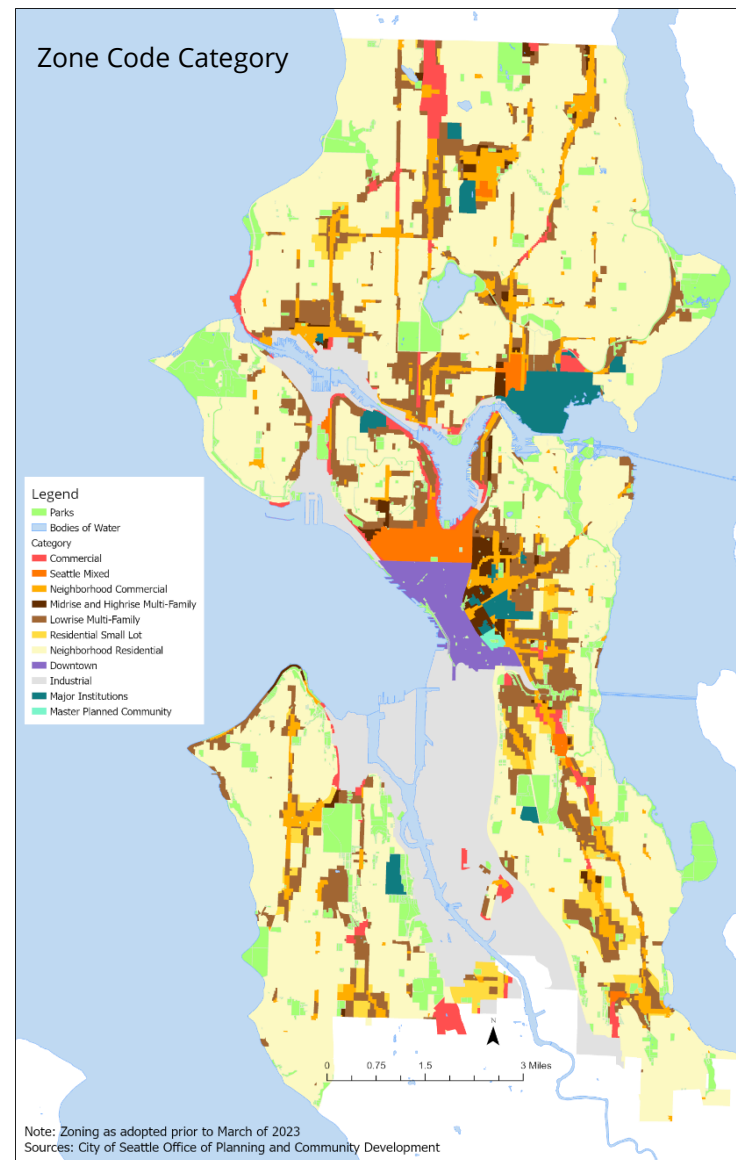 Zone Code Category
Legend
Parks
Bodies of Water
Category
Commercial
Seattle Mixed
Neighborhood Commercial
Midrise and Highrise Multi-Family
Lowrise Multi-Family
Residential Small Lot
Neighborhood Residential
Downtown
Industrial
Major Institutions
Master Planned Community
N
0 0.75 1.5 3 Miles
Note: Zoning as adopted prior to March of 2023
Sources: City of Seattle Office of Planning and Community Development